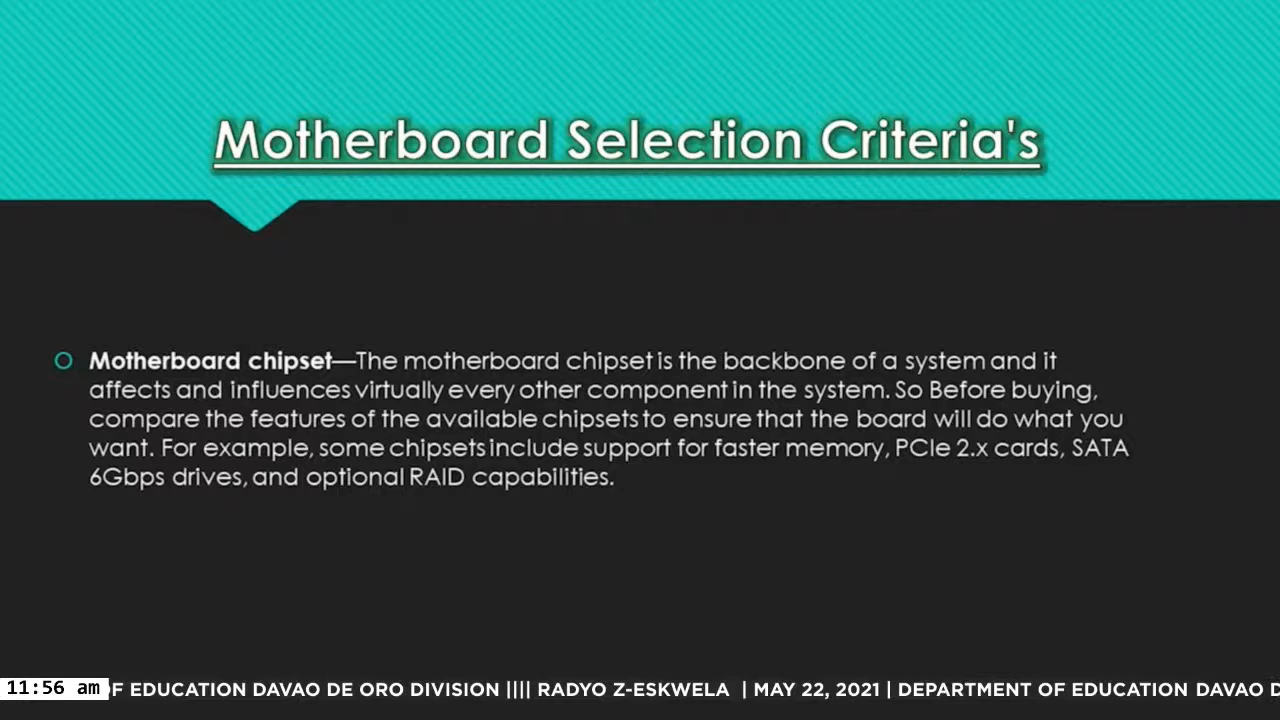 Motherboard Selection Criteria's
Motherboard chipset—The motherboard chipset is the backbone of a system and it
affects and influences virtually every other component in the system. So Before buying,
compare the features of the available chipsets to ensure that the board will do what you
want. For example, some chipsets include support for faster memory, PCIe 2.x cards, SATA
6Gbps drives, and optional RAID capabilities.
11:56 am OF EDUCATION DAVAO DE ORO DIVISION |||| RADYO Z-ESKWELA | MAY 22, 2021 | DEPARTMENT OF EDUCATION DAVAO D